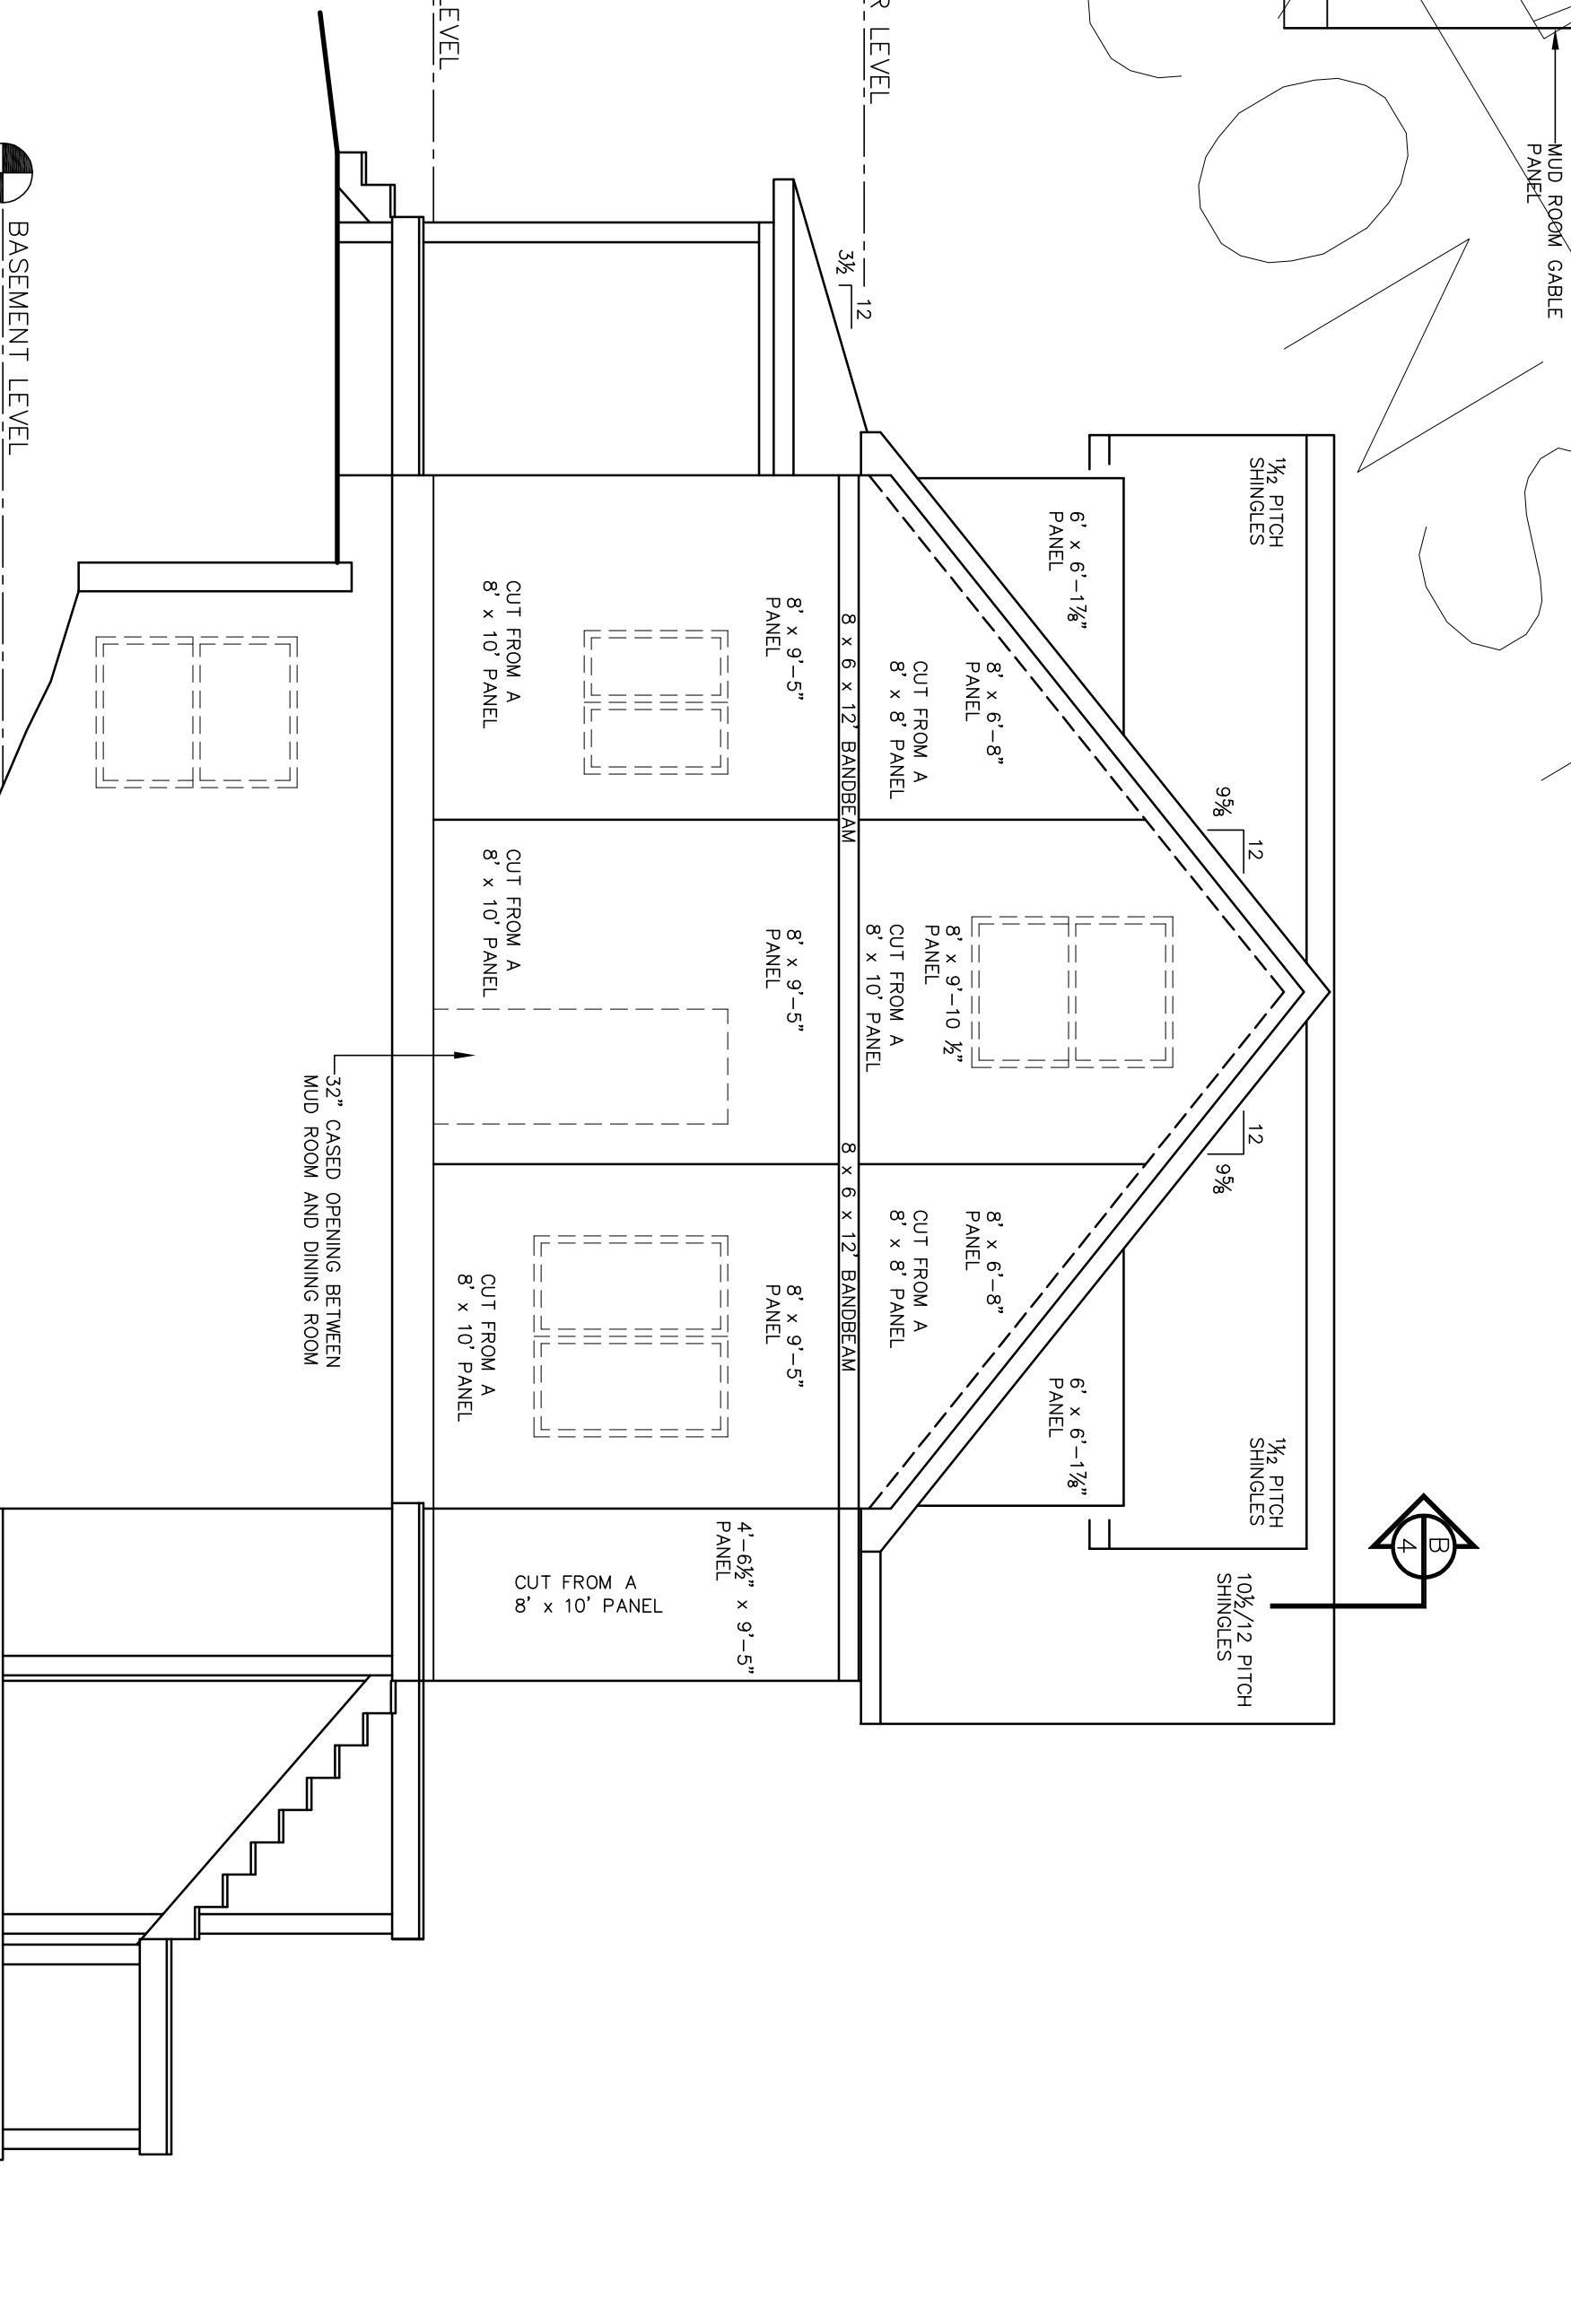 MUD ROOM GABLE
PANEL
B
4
11/12 PITCH
SHINGLES
11/12 PITCH
SHINGLES
10½/12 PITCH
SHINGLES
12
9⅝
12
9⅝
6' x 6'-1⅞"
PANEL
6' x 6'-1⅞"
PANEL
8' x 6'-8"
PANEL
CUT FROM A
8' x 8' PANEL
8' x 9'-10 ½"
PANEL
CUT FROM A
8' x 10' PANEL
8' x 6'-8"
PANEL
CUT FROM A
8' x 8' PANEL
R LEVEL
12
3½
8 x 6 x 12' BANDBEAM
8 x 6 x 12' BANDBEAM
8' x 9'-5"
PANEL
8' x 9'-5"
PANEL
8' x 9'-5"
PANEL
4'-6½" x 9'-5"
PANEL
CUT FROM A
8' x 10' PANEL
CUT FROM A
8' x 10' PANEL
CUT FROM A
8' x 10' PANEL
CUT FROM A
8' x 10' PANEL
EVEL
32" CASED OPENING BETWEEN
MUD ROOM AND DINING ROOM
BASEMENT LEVEL